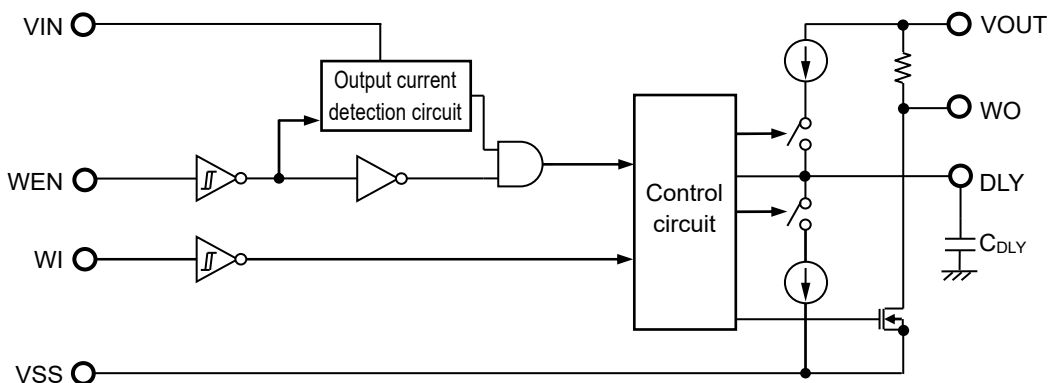 VIN
VOUT
Output current
detection circuit
WO
WEN
Control
circuit
DLY
WI
CDLY
VSS